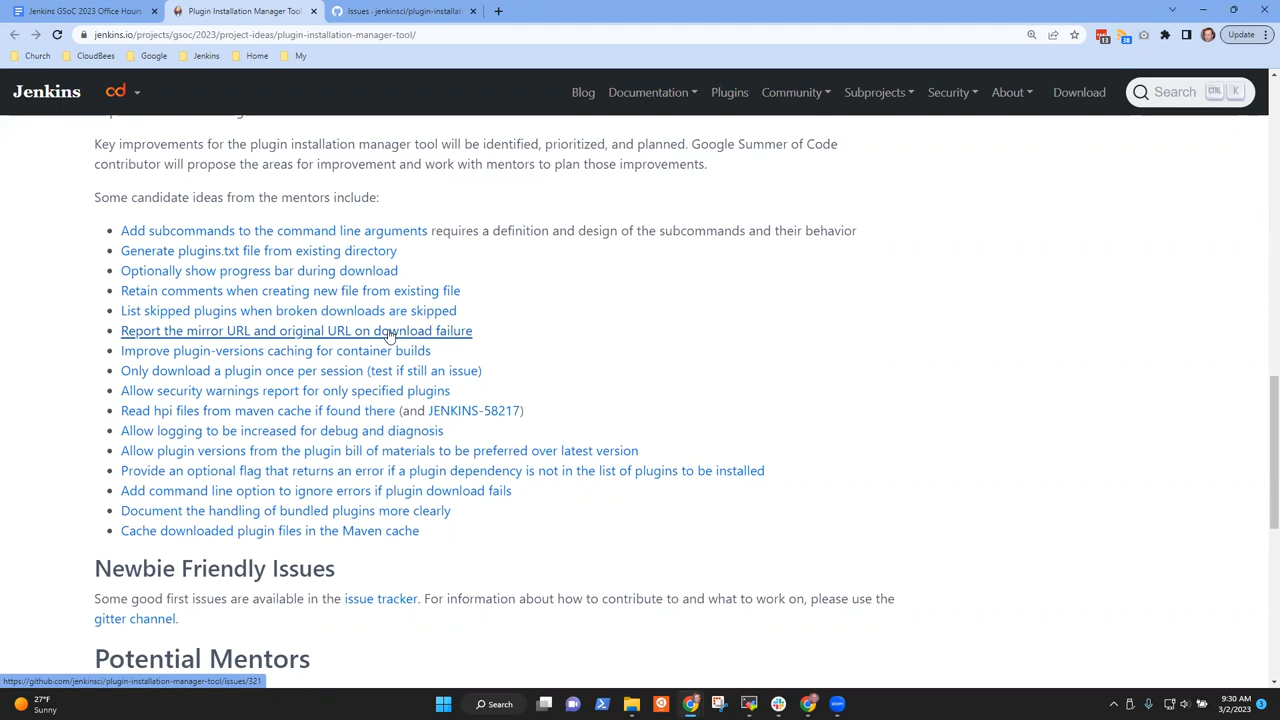 Jenkins GSoC 2023 Office Hours
Plugin Installation Manager Tool
Issues · jenkinsci/plugin-installat
jenkins.io/projects/gsoc/2023/project-ideas/plugin-installation-manager-tool/
13
38
Update
Church
CloudBees
Google
Jenkins
Home
My
Jenkins
cd
Blog
Documentation
Plugins
Community
Subprojects
Security
About
Download
Search
CTRL
K
Key improvements for the plugin installation manager tool will be identified, prioritized, and planned. Google Summer of Code
contributor will propose the areas for improvement and work with mentors to plan those improvements.
Some candidate ideas from the mentors include:
Add subcommands to the command line arguments requires a definition and design of the subcommands and their behavior
Generate plugins.txt file from existing directory
Optionally show progress bar during download
Retain comments when creating new file from existing file
List skipped plugins when broken downloads are skipped
Report the mirror URL and original URL on download failure
Improve plugin-versions caching for container builds
Only download a plugin once per session (test if still an issue)
Allow security warnings report for only specified plugins
Read hpi files from maven cache if found there (and JENKINS-58217)
Allow logging to be increased for debug and diagnosis
Allow plugin versions from the plugin bill of materials to be preferred over latest version
Provide an optional flag that returns an error if a plugin dependency is not in the list of plugins to be installed
Add command line option to ignore errors if plugin download fails
Document the handling of bundled plugins more clearly
Cache downloaded plugin files in the Maven cache
Newbie Friendly Issues
Some good first issues are available in the issue tracker. For information about how to contribute to and what to work on, please use the
gitter channel.
Potential Mentors
https://github.com/jenkinsci/plugin-installation-manager-tool/issues/321
27°F
Sunny
Search
9:30 AM
3/2/2023